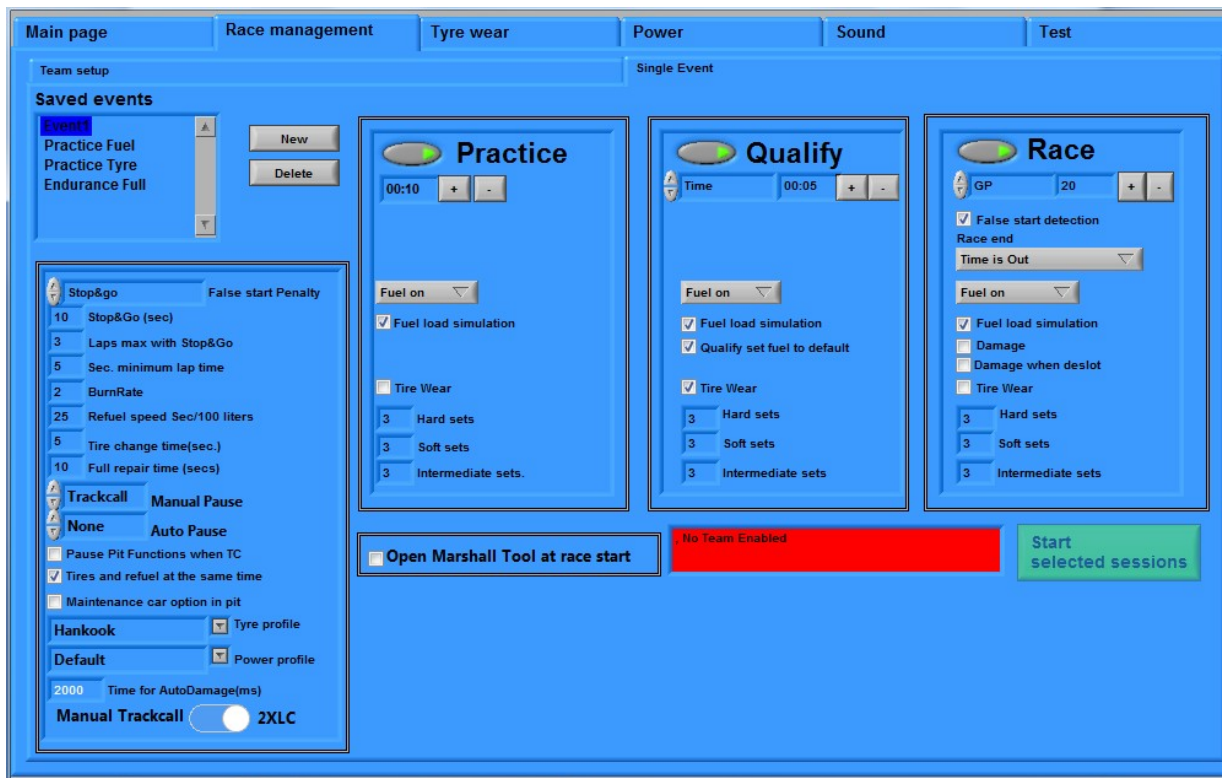 Main page Race management Tyre wear Power Sound Test
Team setup Single Event
Saved events
Event1
Practice Fuel
Practice Tyre
Endurance Full
New
Delete
Stop&go False start Penalty
10 Stop&Go (sec)
3 Laps max with Stop&Go
5 Sec. minimum lap time
2 BurnRate
25 Refuel speed Sec/100 liters
5 Tire change time(sec.)
10 Full repair time (secs)
Trackcall Manual Pause
None Auto Pause
Pause Pit Functions when TC
Tires and refuel at the same time
Maintenance car option in pit
Hankook Tyre profile
Default Power profile
2000 Time for AutoDamage(ms)
Manual Trackcall 2XLC
Practice
00:10 + -
Fuel on
Fuel load simulation
Tire Wear
3 Hard sets
3 Soft sets
3 Intermediate sets.
Qualify
Time 00:05 + -
Fuel on
Fuel load simulation
Qualify set fuel to default
Tire Wear
3 Hard sets
3 Soft sets
3 Intermediate sets
Race
GP 20 + -
False start detection
Race end
Time is Out
Fuel on
Fuel load simulation
Damage
Damage when deslot
Tire Wear
3 Hard sets
3 Soft sets
3 Intermediate sets
Open Marshall Tool at race start
, No Team Enabled
Start
selected sessions